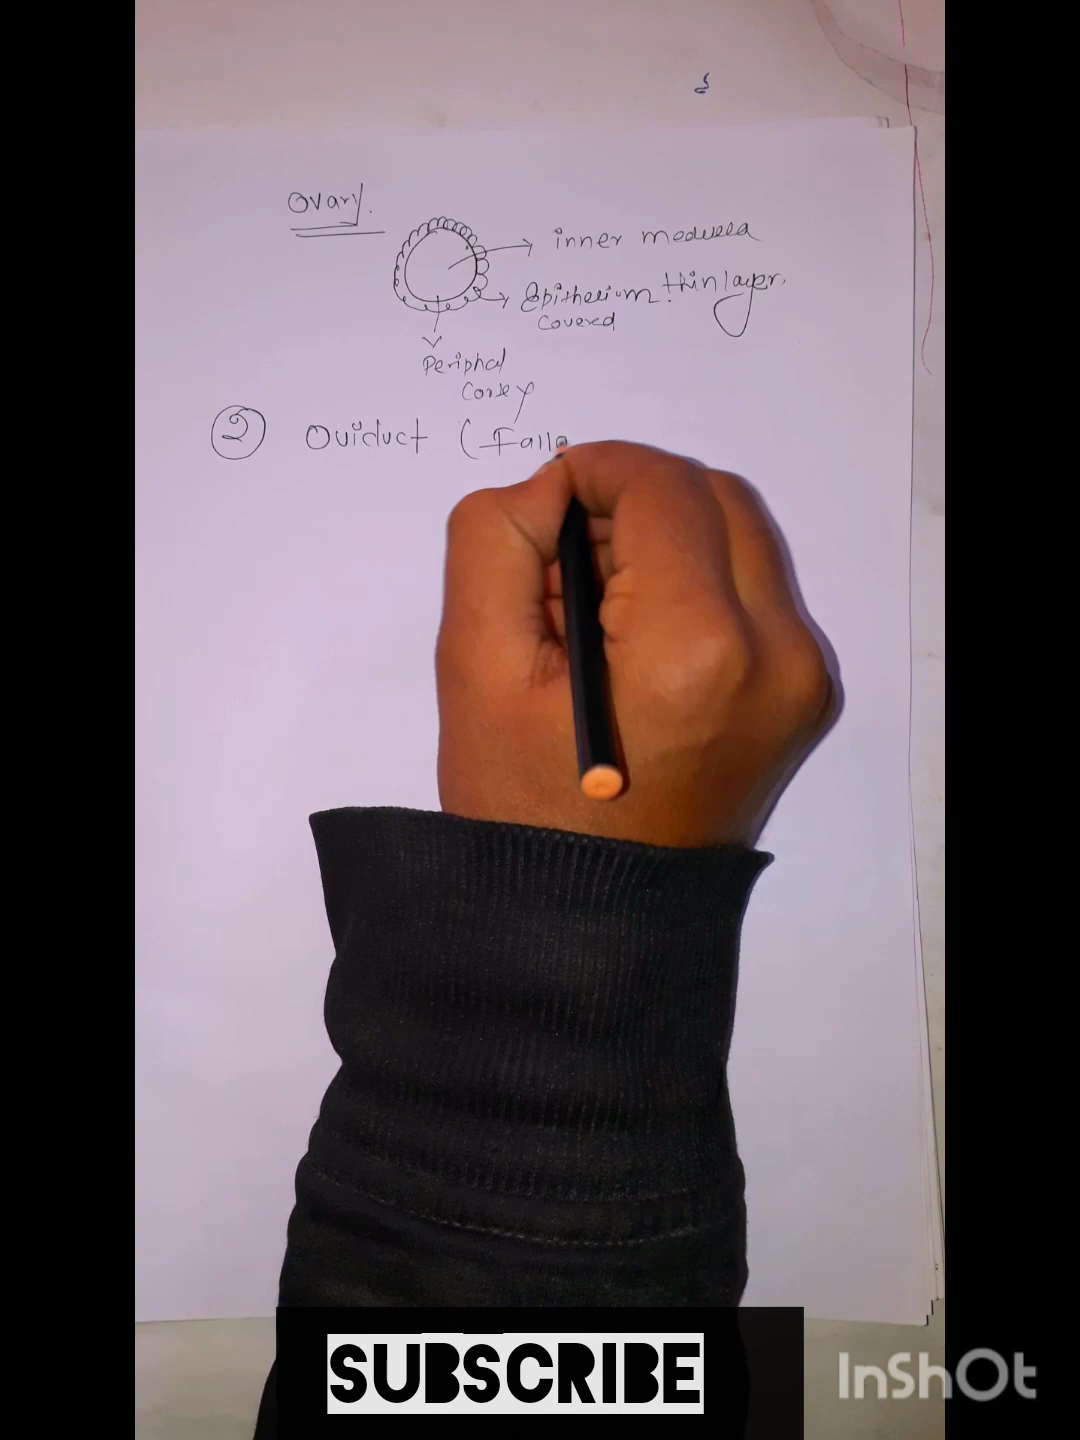 Ovary.
inner medulla
Epithelium thin layer.
Covered
Periphal
Cortex
2 Oviduct (Fallo
SUBSCRIBE
InShOt